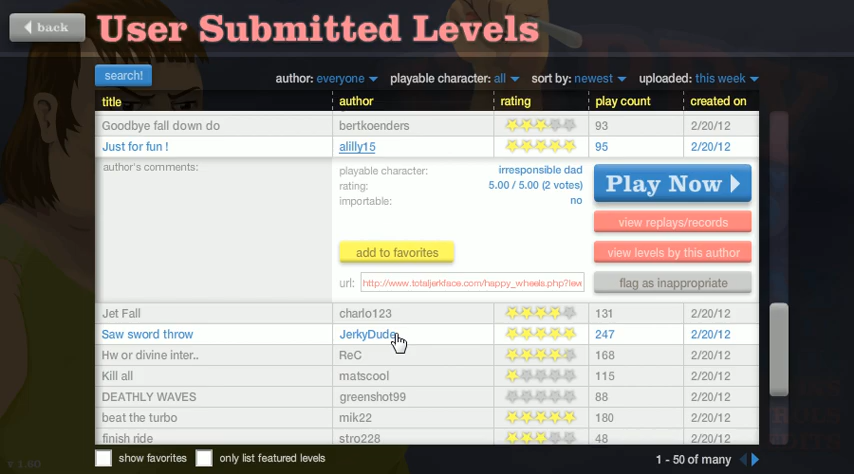 back
User Submitted Levels
search!
author: everyone playable character: all sort by: newest uploaded: this week
title author rating play count created on
Goodbye fall down do bertkoenders 93 2/20/12
Just for fun ! alilly15 95 2/20/12
author's comments:
playable character: irresponsible dad
rating: 5.00 / 5.00 (2 votes)
importable: no
Play Now
view replays/records
add to favorites
view levels by this author
url: http://www.totaljerkface.com/happy_wheels.php?lev
flag as inappropriate
Jet Fall charlo123 131 2/20/12
Saw sword throw JerkyDude 247 2/20/12
Hw or divine inter.. ReC 168 2/20/12
Kill all matscool 115 2/20/12
DEATHLY WAVES greenshot99 88 2/20/12
beat the turbo mik22 180 2/20/12
finish ride stro228 48 2/20/12
show favorites only list featured levels 1 - 50 of many
v 1.60